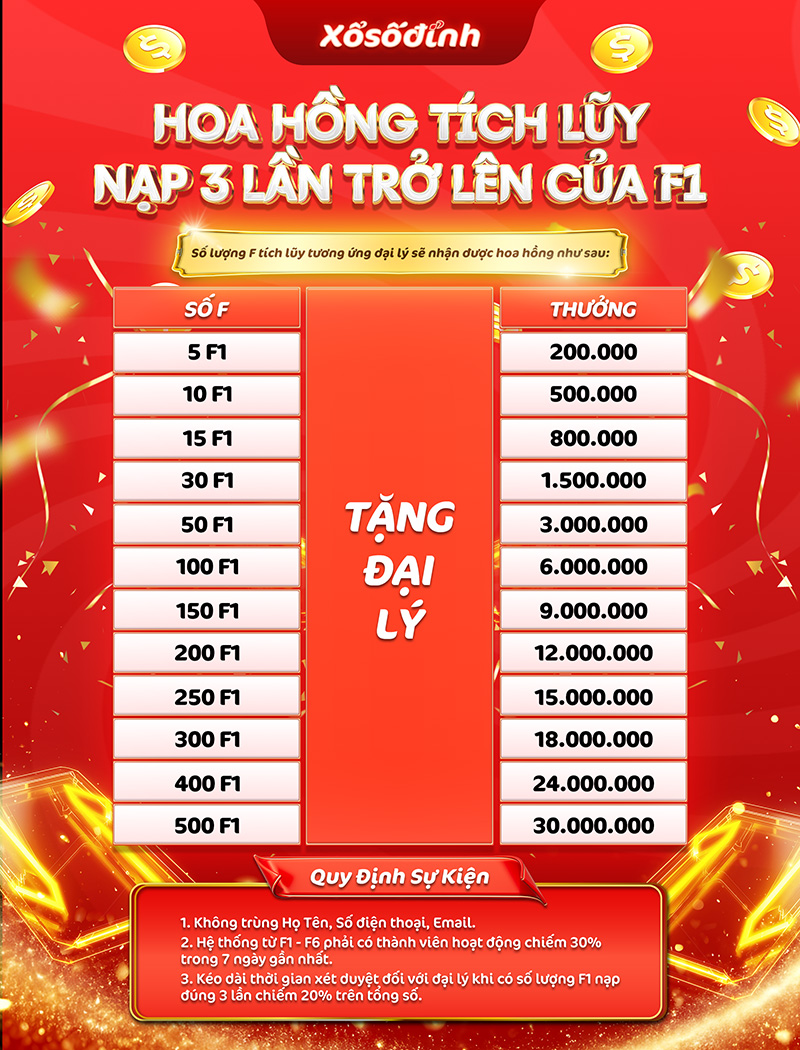 Xổsốđỉnh
HOA HỒNG TÍCH LŨY
NẠP 3 LẦN TRỞ LÊN CỦA F1
Số lượng F tích lũy tương ứng đại lý sẽ nhận được hoa hồng như sau:
SỐ F
THƯỞNG
5 F1
200.000
10 F1
500.000
15 F1
800.000
30 F1
1.500.000
50 F1
3.000.000
100 F1
6.000.000
150 F1
9.000.000
200 F1
12.000.000
250 F1
15.000.000
300 F1
18.000.000
400 F1
24.000.000
500 F1
30.000.000
TẶNG
ĐẠI
LÝ
Quy Định Sự Kiện
1. Không trùng Họ Tên, Số điện thoại, Email.
2. Hệ thống từ F1 - F6 phải có thành viên hoạt động chiếm 30%
trong 7 ngày gần nhất.
3. Kéo dài thời gian xét duyệt đối với đại lý khi có số lượng F1 nạp
đúng 3 lần chiếm 20% trên tổng số.